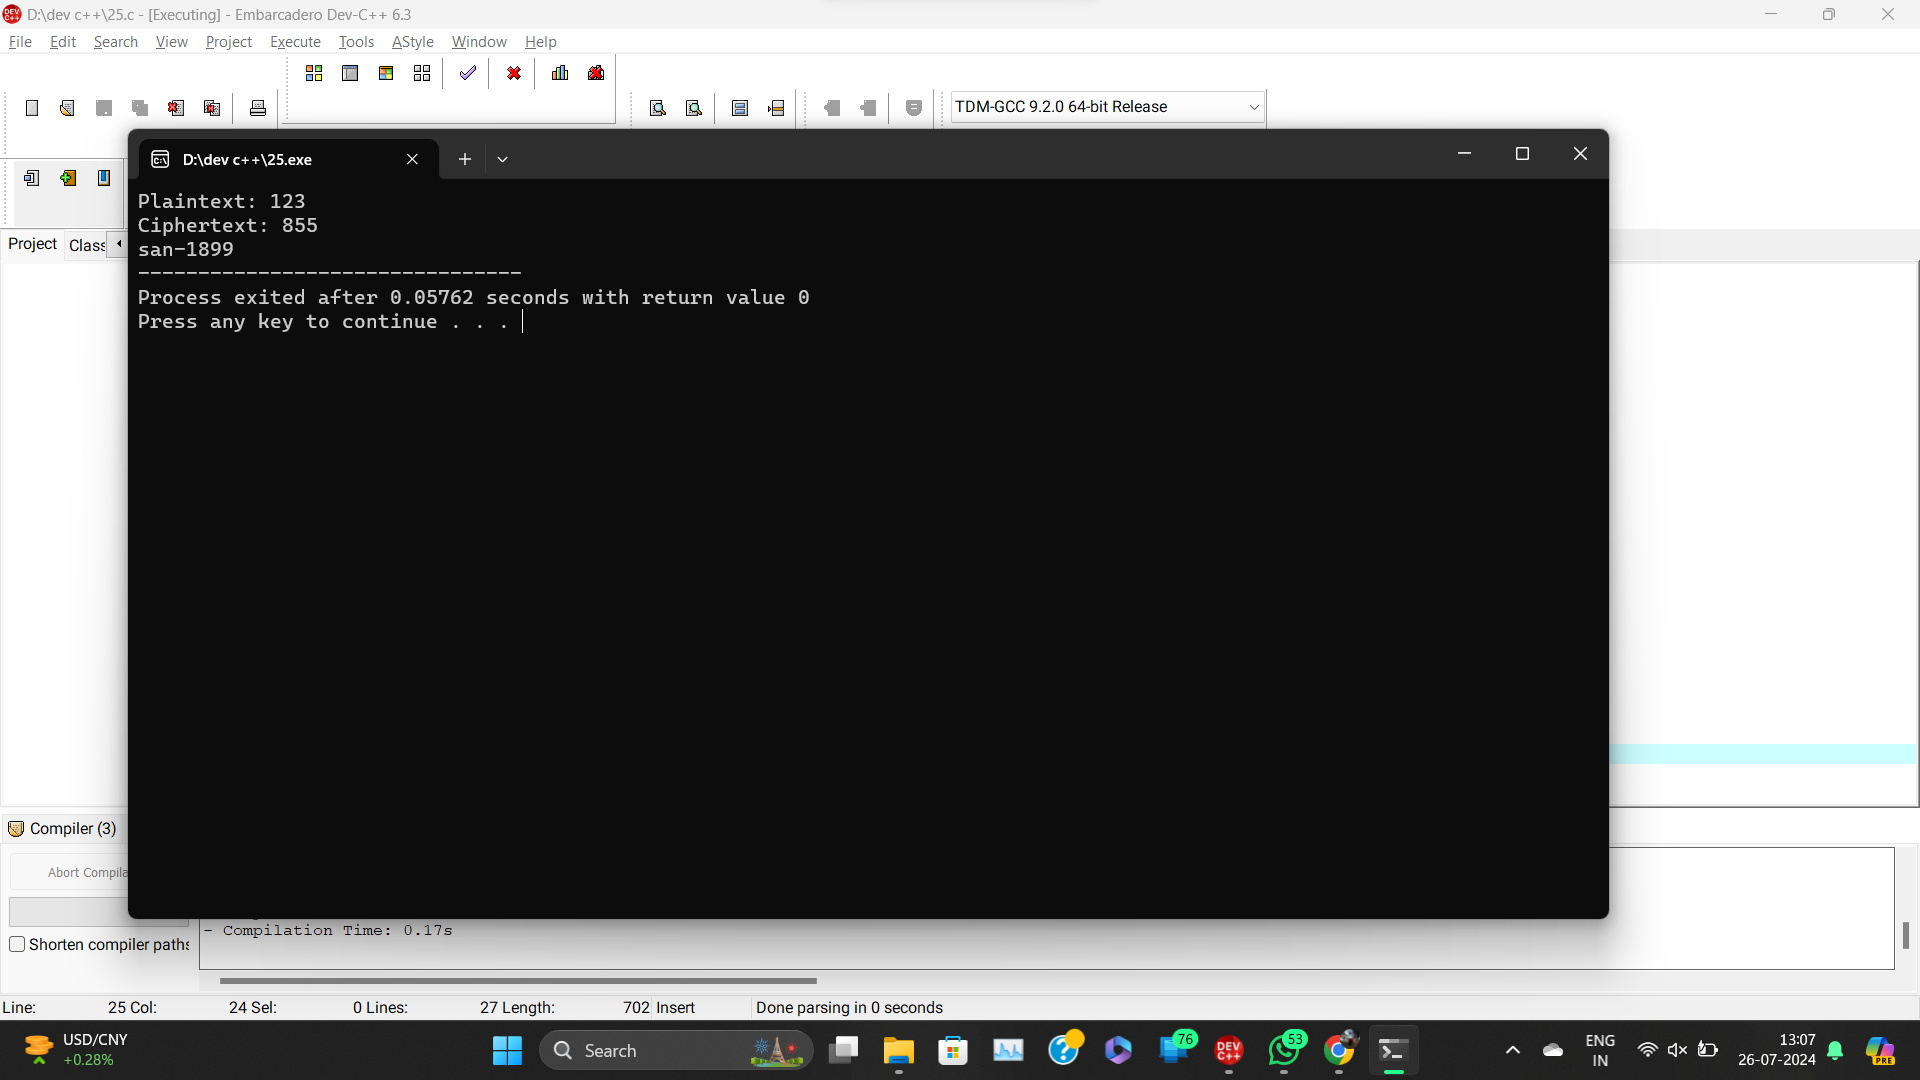 D:\dev c++\25.c - [Executing] - Embarcadero Dev-C++ 6.3
File Edit Search View Project Execute Tools AStyle Window Help
TDM-GCC 9.2.0 64-bit Release
D:\dev c++\25.exe
Project Class
Plaintext: 123
Ciphertext: 855
san-1899
--------------------------------
Process exited after 0.05762 seconds with return value 0
Press any key to continue . . .
Compiler (3)
Abort Compila
Shorten compiler paths
- Compilation Time: 0.17s
Line: 25 Col: 24 Sel: 0 Lines: 27 Length: 702 Insert Done parsing in 0 seconds
USD/CNY
+0.28%
Search
76
DEV C++
53
ENG
IN
13:07
26-07-2024
PRE